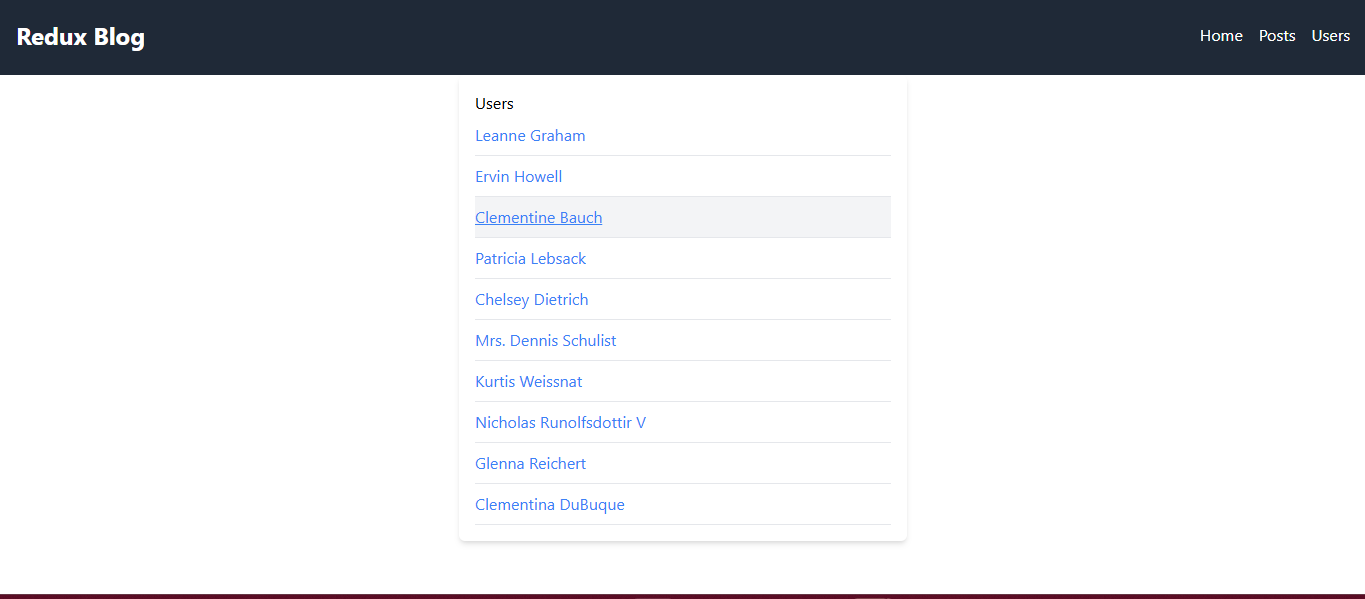 Redux Blog
Home Posts Users
Users
Leanne Graham
Ervin Howell
Clementine Bauch
Patricia Lebsack
Chelsey Dietrich
Mrs. Dennis Schulist
Kurtis Weissnat
Nicholas Runolfsdottir V
Glenna Reichert
Clementina DuBuque